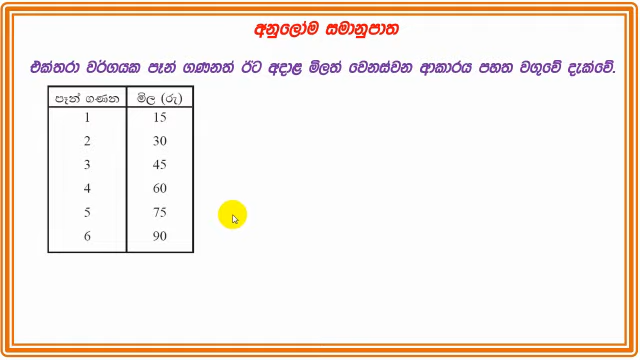 අනුලෝම සමානුපාත
එක්තරා වර්ගයක පෑන් ගණනත් ඊට අදාළ මිලත් වෙනස්වන ආකාරය පහත වගුවේ දැක්වේ.
පෑන් ගණන මිල (රු)
1 15
2 30
3 45
4 60
5 75
6 90